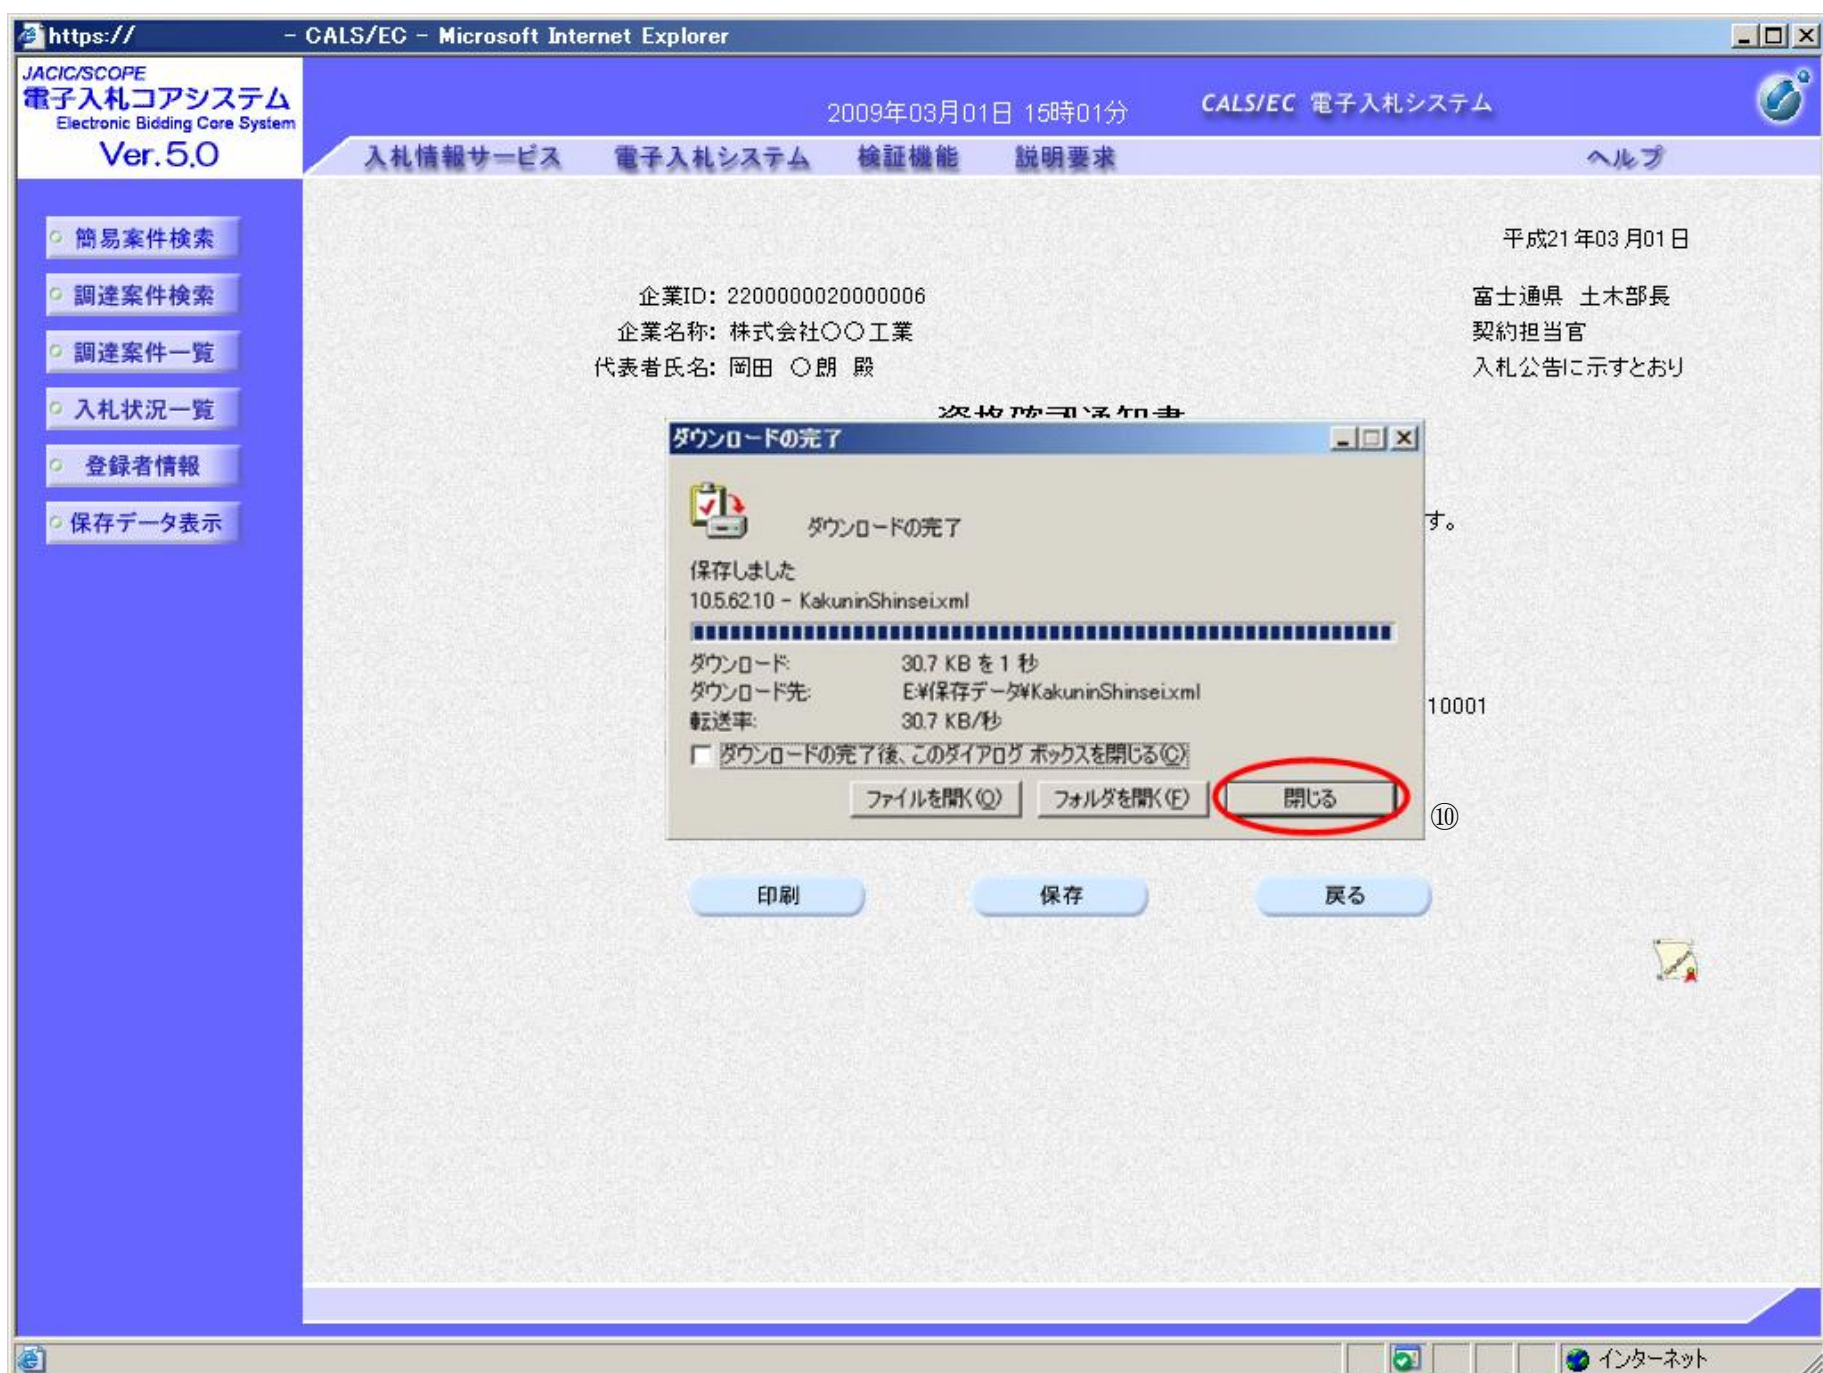 https:// - CALS/EC - Microsoft Internet Explorer
JACIC/SCOPE
電子入札コアシステム
Electronic Bidding Core System
Ver.5.0
2009年03月01日 15時01分
CALS/EC 電子入札システム
入札情報サービス 電子入札システム 検証機能 説明要求 ヘルプ
簡易案件検索
調達案件検索
調達案件一覧
入札状況一覧
登録者情報
保存データ表示
平成21年03月01日
企業ID: 2200000020000006
企業名称: 株式会社〇〇工業
代表者氏名: 岡田 〇朗 殿
富士通県 土木部長
契約担当官
入札公告に示すとおり
資格確認通知書
す。
10001
ダウンロードの完了
ダウンロードの完了
保存しました
10.5.62.10 - KakuninShinsei.xml
ダウンロード: 30.7 KB を 1 秒
ダウンロード先: E:¥保存データ¥KakuninShinsei.xml
転送率: 30.7 KB/秒
ダウンロードの完了後、このダイアログ ボックスを閉じる(C)
ファイルを開く(O) フォルダを開く(F) 閉じる
⑩
印刷 保存 戻る
インターネット